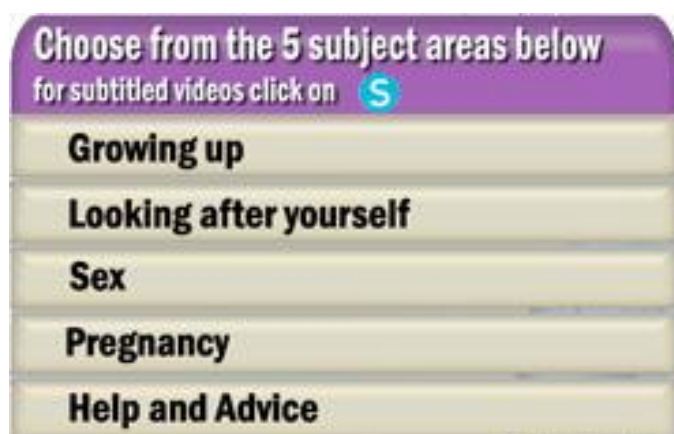 Choose from the 5 subject areas below
for subtitled videos click on S
Growing up
Looking after yourself
Sex
Pregnancy
Help and Advice